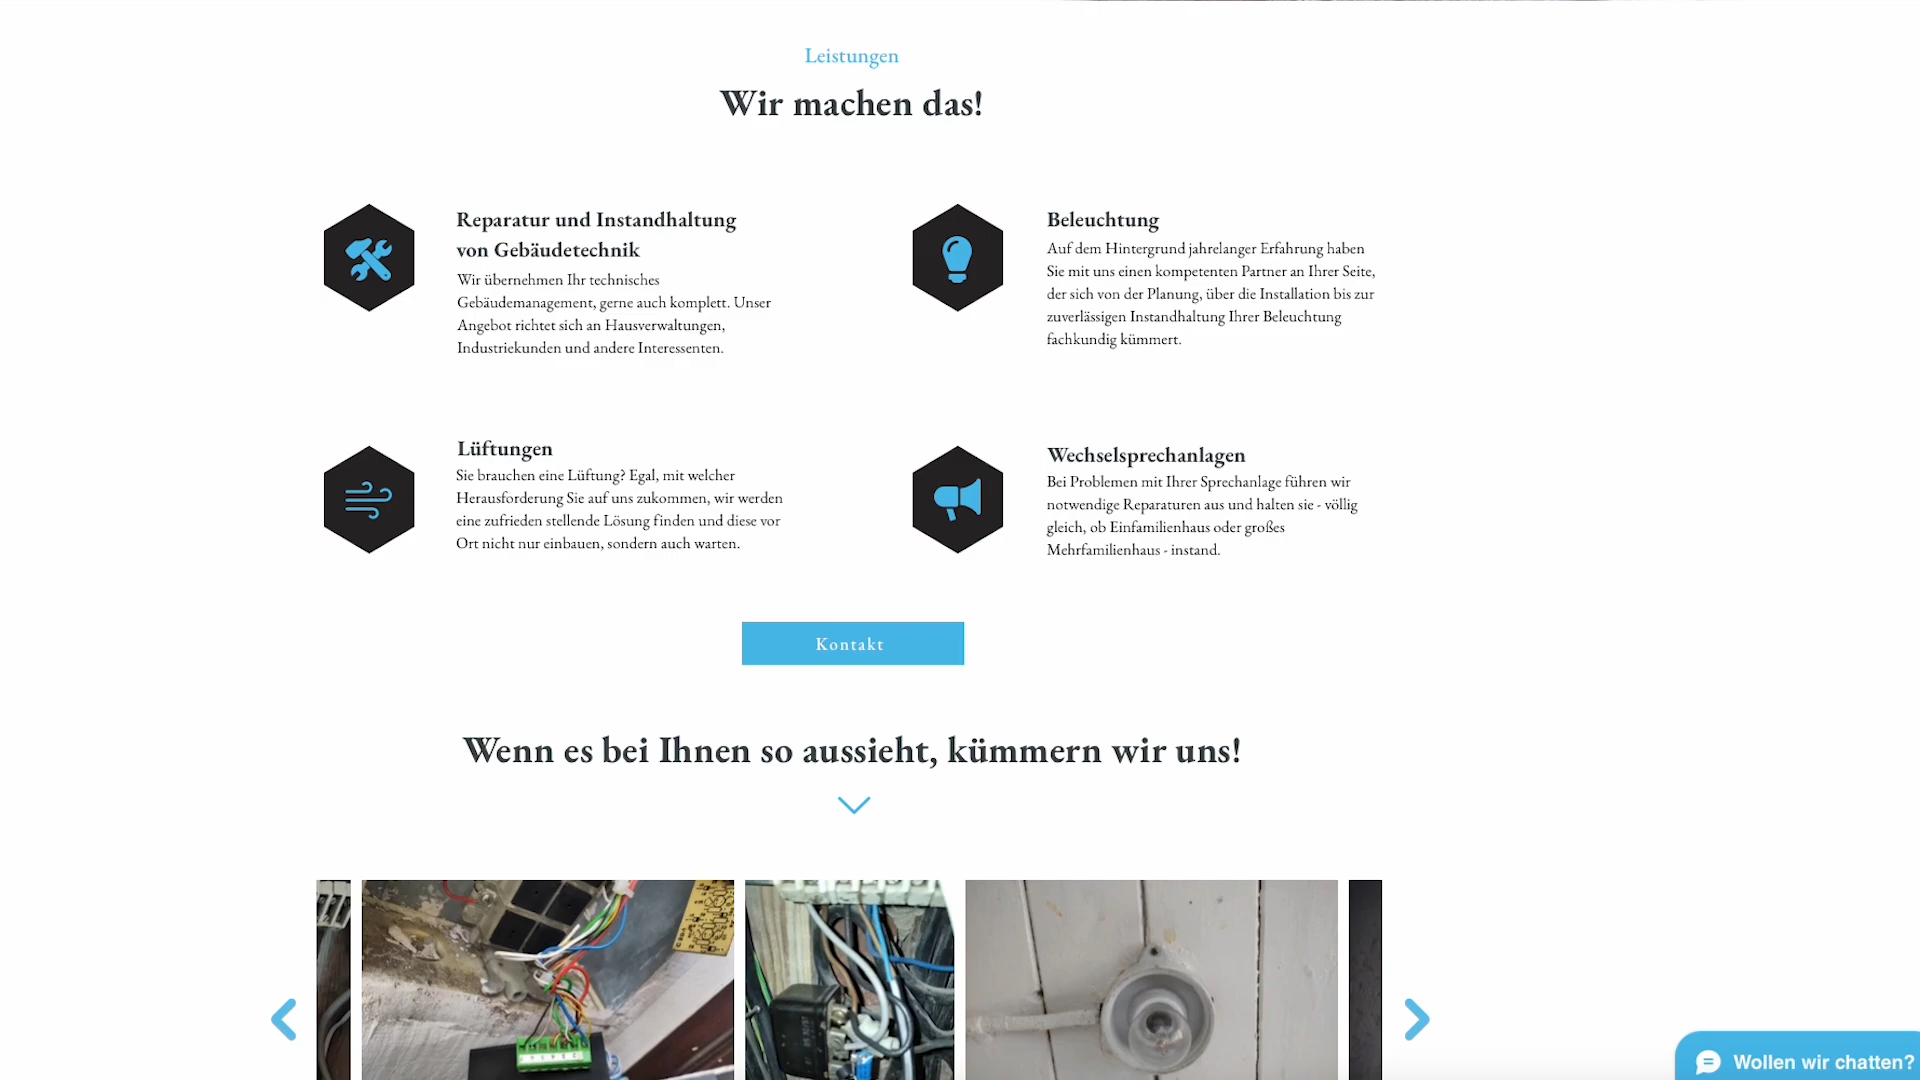 Leistungen
Wir machen das!
Reparatur und Instandhaltung
von Gebäudetechnik
Wir übernehmen Ihr technisches
Gebäudemanagement, gerne auch komplett. Unser
Angebot richtet sich an Hausverwaltungen,
Industriekunden und andere Interessenten.
Beleuchtung
Auf dem Hintergrund jahrelanger Erfahrung haben
Sie mit uns einen kompetenten Partner an Ihrer Seite,
der sich von der Planung, über die Installation bis zur
zuverlässigen Instandhaltung Ihrer Beleuchtung
fachkundig kümmert.
Lüftungen
Sie brauchen eine Lüftung? Egal, mit welcher
Herausforderung Sie auf uns zukommen, wir werden
eine zufrieden stellende Lösung finden und diese vor
Ort nicht nur einbauen, sondern auch warten.
Wechselsprechanlagen
Bei Problemen mit Ihrer Sprechanlage führen wir
notwendige Reparaturen aus und halten sie - völlig
gleich, ob Einfamilienhaus oder großes
Mehrfamilienhaus - instand.
Kontakt
Wenn es bei Ihnen so aussieht, kümmern wir uns!
Wollen wir chatten?